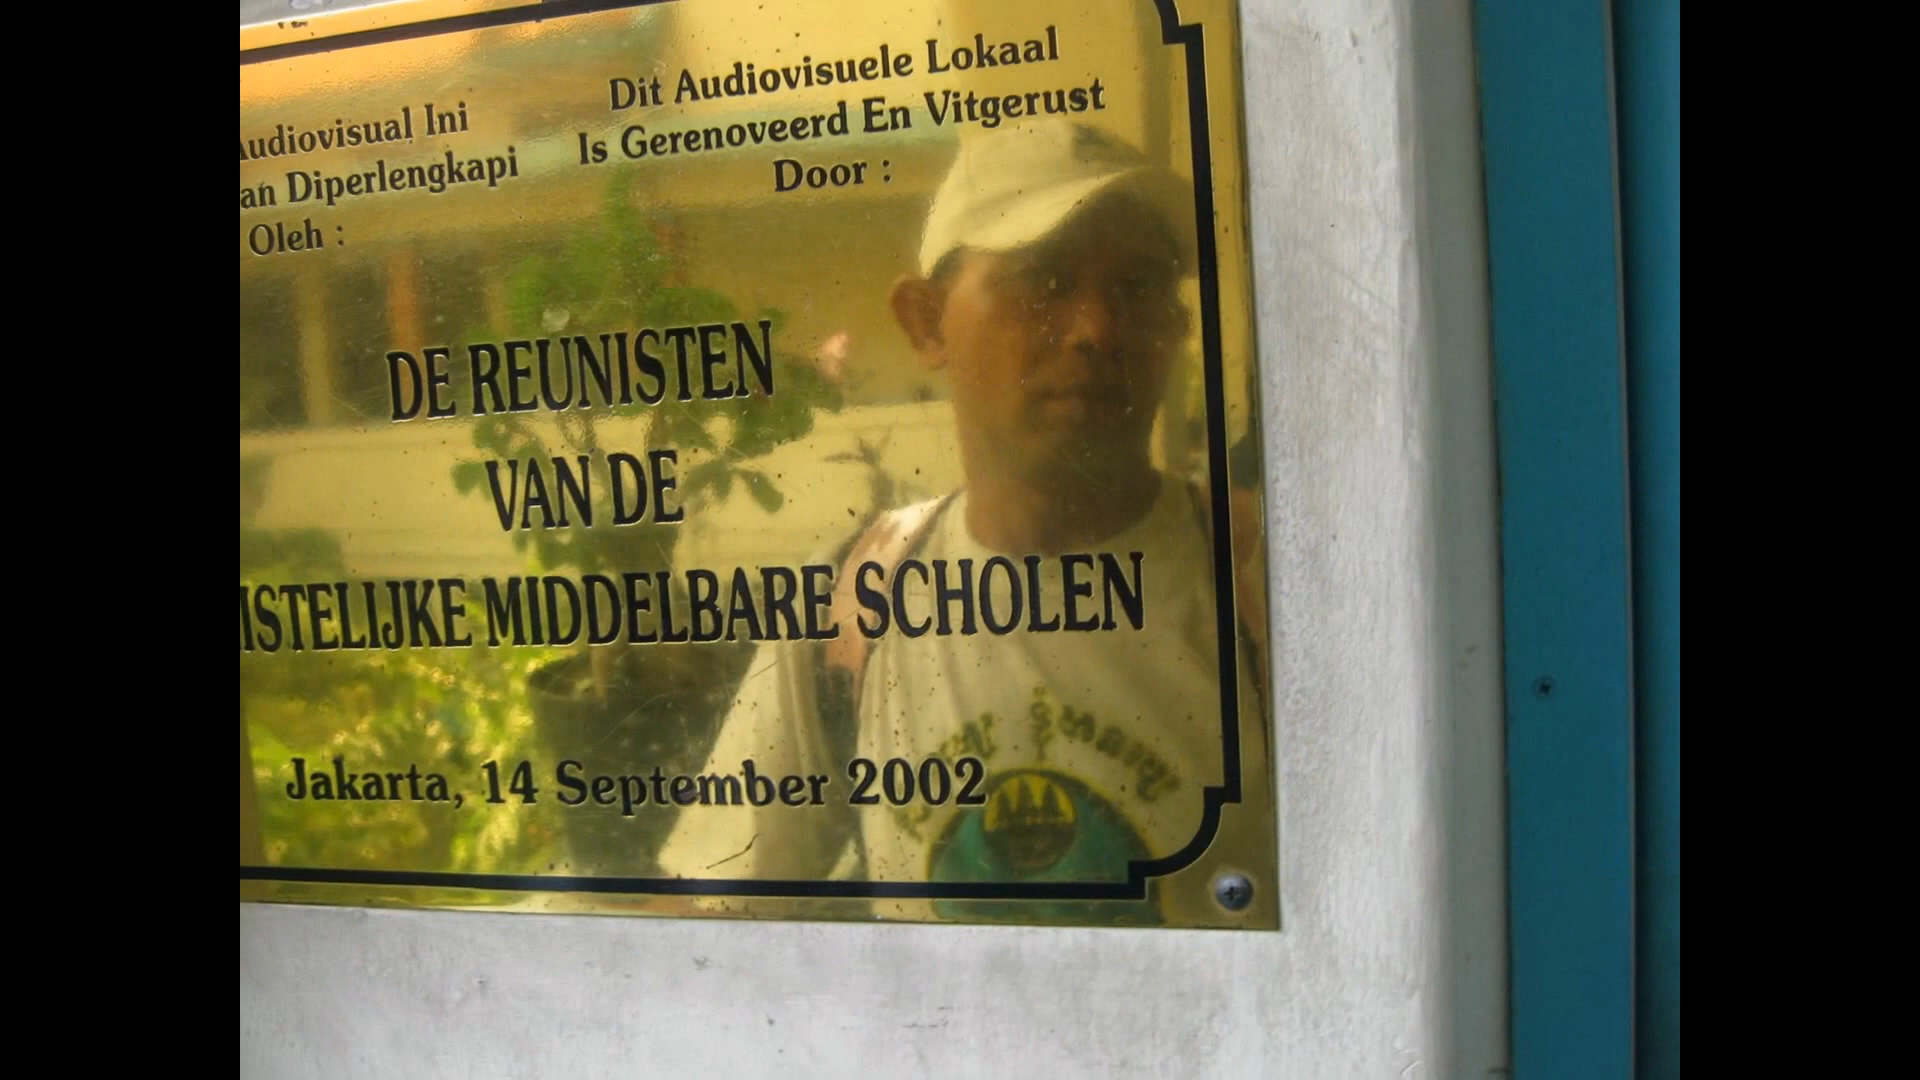 Audiovisual Ini
an Diperlengkapi
Oleh :
Dit Audiovisuele Lokaal
Is Gerenoveerd En Vitgerust
Door :
DE REUNISTEN
VAN DE
ISTELIJKE MIDDELBARE SCHOLEN
Jakarta, 14 September 2002